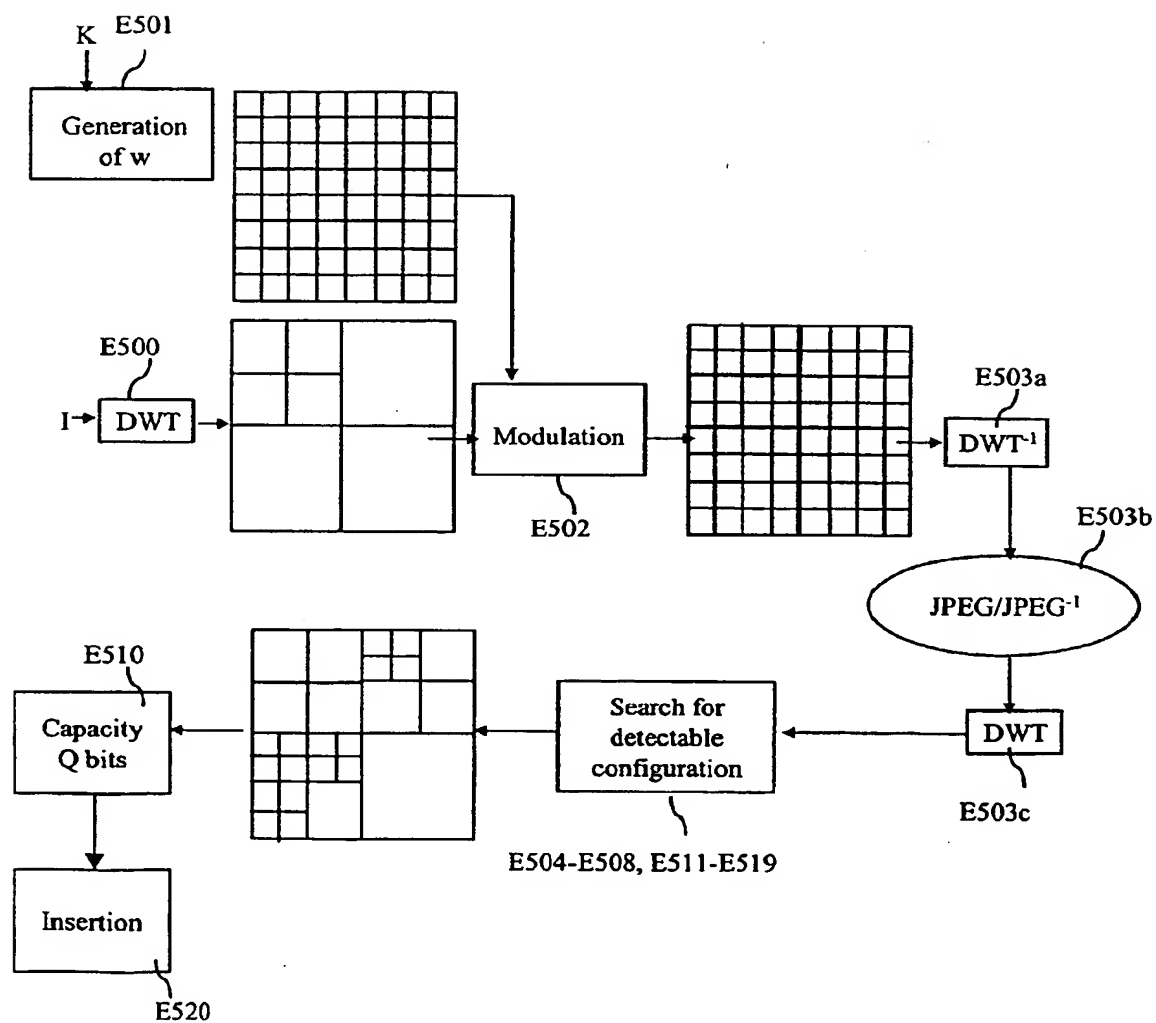 K
E501
Generation
of w
E500
I
DWT
Modulation
E502
E503a
DWT⁻¹
E503b
JPEG/JPEG⁻¹
DWT
E503c
Search for
detectable
configuration
E504-E508, E511-E519
E510
Capacity
Q bits
Insertion
E520